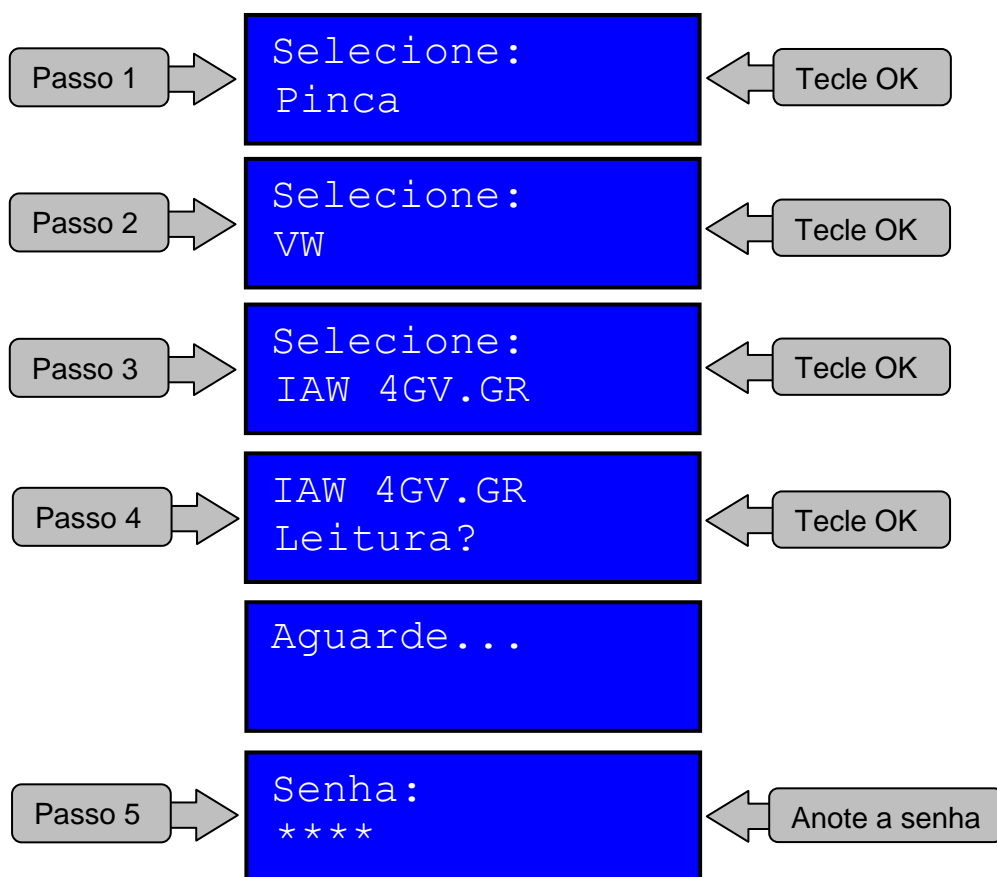 Passo 1
Selecione:
Pinca
Tecle OK
Passo 2
Selecione:
VW
Tecle OK
Passo 3
Selecione:
IAW 4GV.GR
Tecle OK
Passo 4
IAW 4GV.GR
Leitura?
Tecle OK
Aguarde...
Passo 5
Senha:
****
Anote a senha